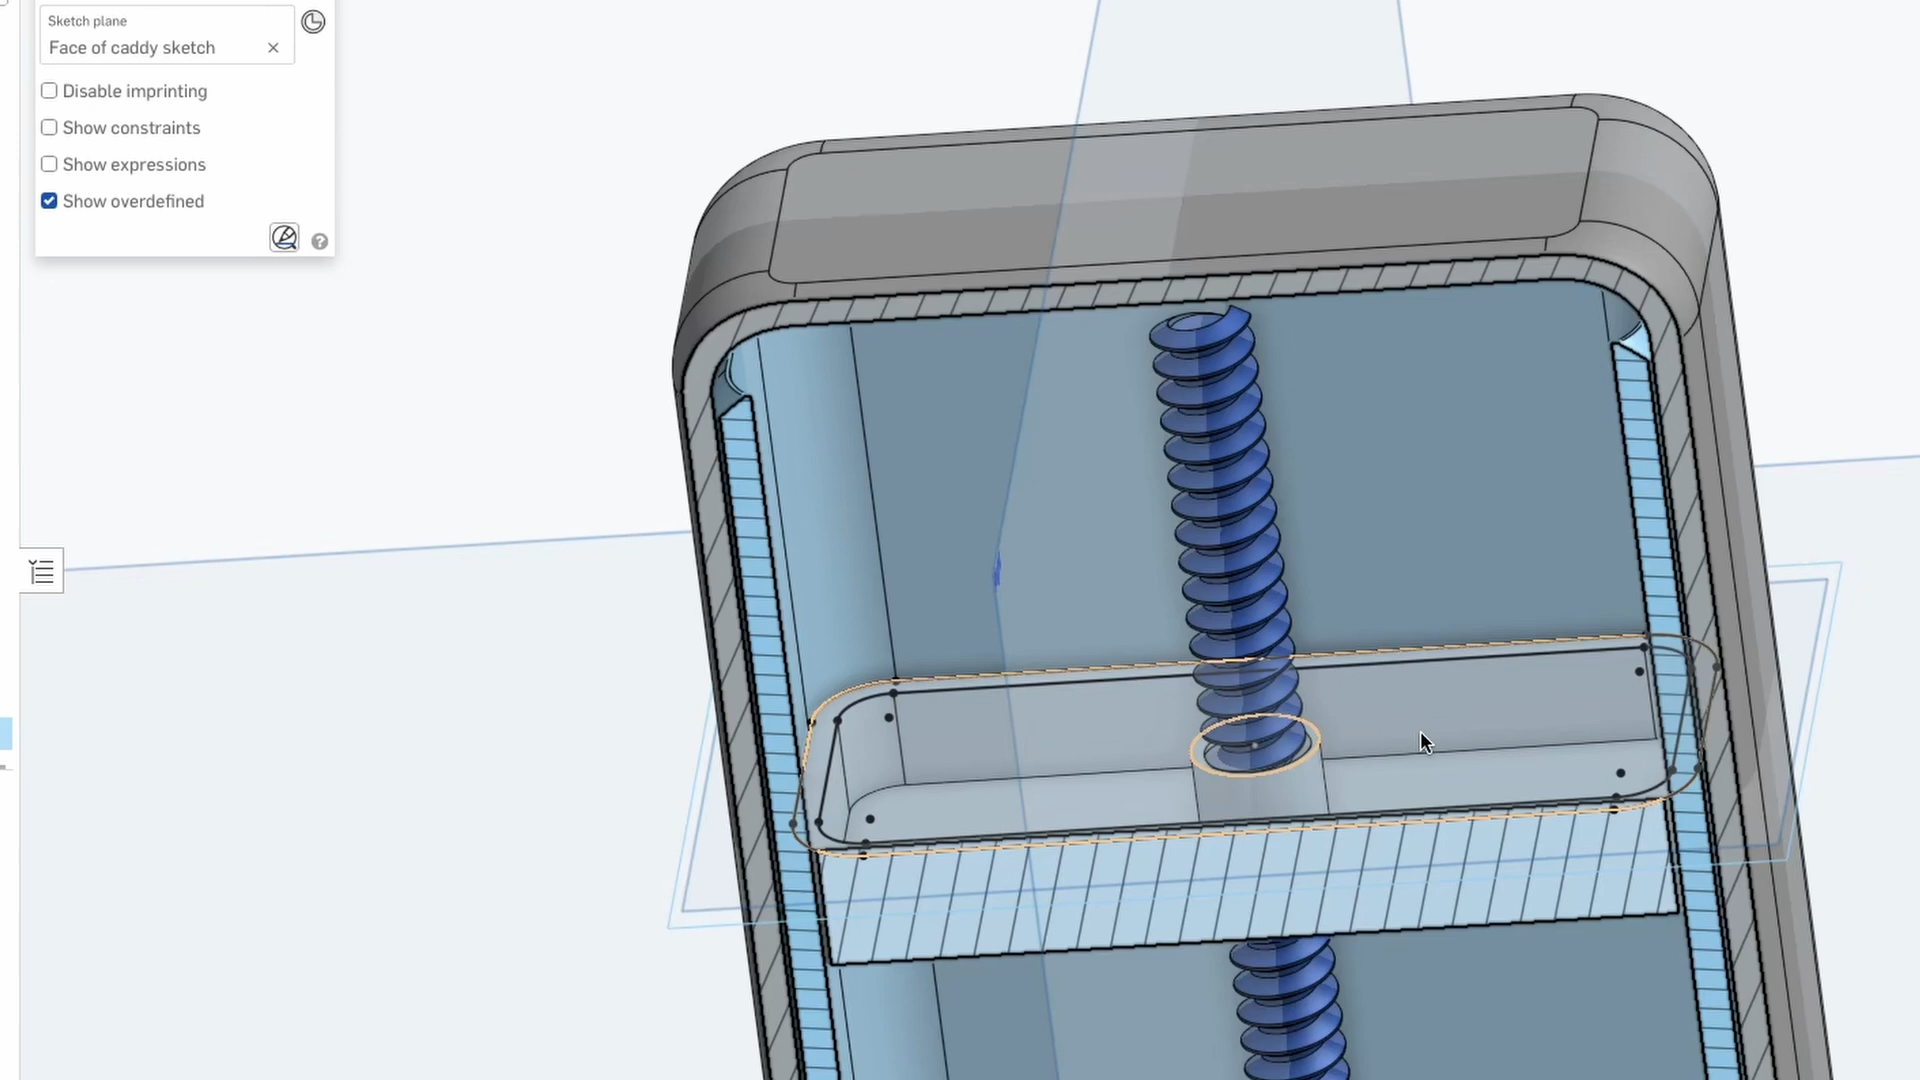 Sketch plane
Face of caddy sketch
Disable imprinting
Show constraints
Show expressions
Show overdefined